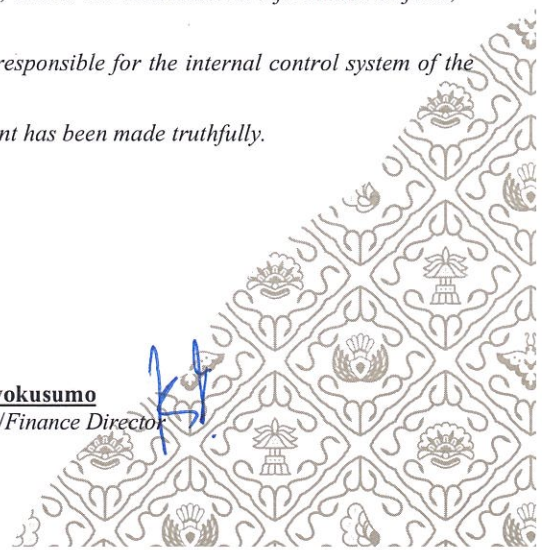 responsible for the internal control system of the
nt has been made truthfully.
yokusumo
/Finance Director